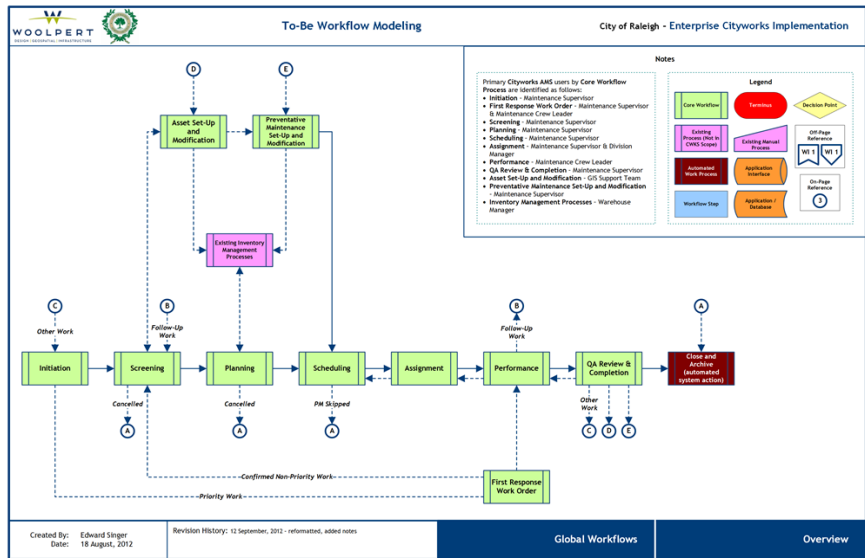 WOOLPERT
DESIGN | GEOSPATIAL | INFRASTRUCTURE
To-Be Workflow Modeling
City of Raleigh - Enterprise Cityworks Implementation
Notes
Primary Cityworks AMS users by Core Workflow
Process are identified as follows:
• Initiation - Maintenance Supervisor
• First Response Work Order - Maintenance Supervisor
& Maintenance Crew Leader
• Screening - Maintenance Supervisor
• Planning - Maintenance Supervisor
• Scheduling - Maintenance Supervisor
• Assignment - Maintenance Supervisor & Division
Manager
• Performance - Maintenance Crew Leader
• QA Review & Completion - Maintenance Supervisor
• Asset Set-Up and Modification - GIS Support Team
• Preventative Maintenance Set-Up and Modification
- Maintenance Supervisor
• Inventory Management Processes - Warehouse
Manager
Legend
Core Workflow
Terminus
Decision Point
Existing
Process (Not in
CWKS Scope)
Existing Manual
Process
Off-Page
Reference
WI 1
WI 1
Automated
Work Process
Application
Interface
On-Page
Reference
3
Workflow Step
Application /
Database
D
E
Asset Set-Up
and
Modification
Preventative
Maintenance
Set-Up and
Modification
Existing Inventory
Management
Processes
C
Other Work
B
Follow-Up
Work
B
Follow-Up
Work
A
Initiation
Screening
Planning
Scheduling
Assignment
Performance
QA Review &
Completion
Close and
Archive
(automated
system action)
Cancelled
A
Cancelled
A
PM Skipped
A
Other
Work
C
D
E
Confirmed Non-Priority Work
Priority Work
First Response
Work Order
Created By: Edward Singer
Date: 18 August, 2012
Revision History: 12 September, 2012 - reformatted, added notes
Global Workflows
Overview